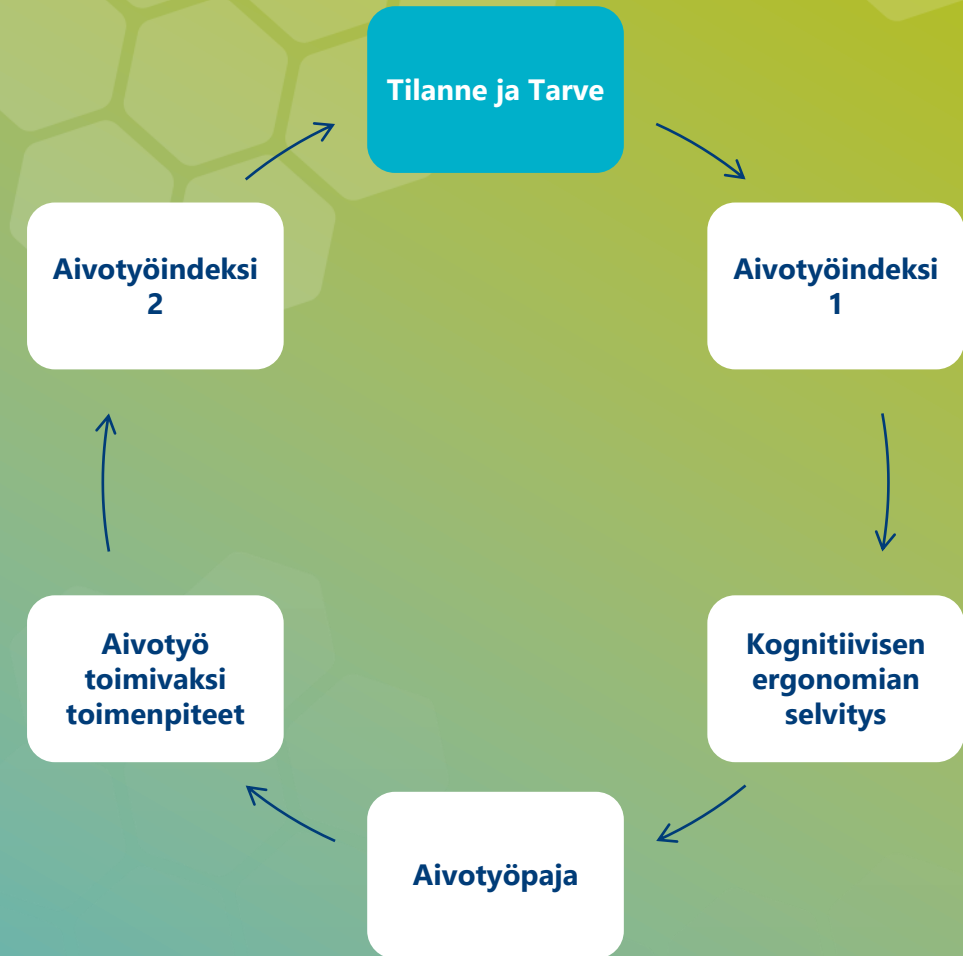 Tilanne ja Tarve
Aivotyöindeksi
1
Kognitiivisen
ergonomian
selvitys
Aivotyöpaja
Aivotyö
toimivaksi
toimenpiteet
Aivotyöindeksi
2